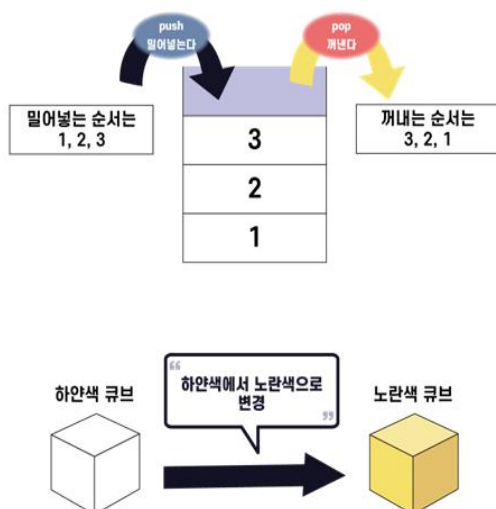 push
밀어넣는다
pop
꺼낸다
밀어넣는 순서는
1, 2, 3
3
2
1
꺼내는 순서는
3, 2, 1
하얀색 큐브
“
하얀색에서 노란색으로
변경
”
노란색 큐브